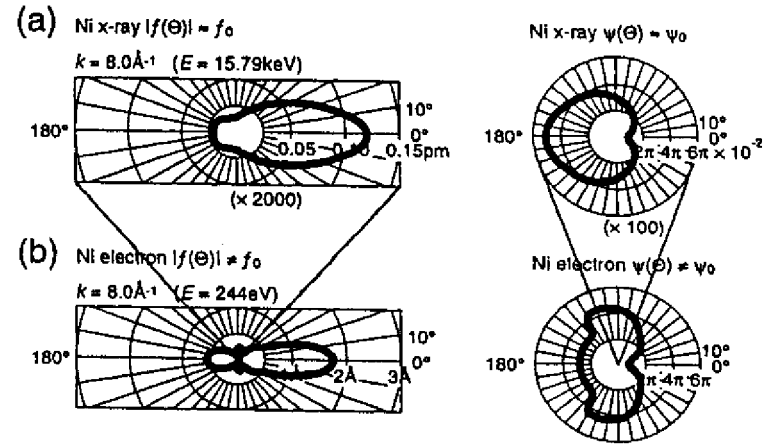 (a)
Ni x-ray |f(Θ)| ≈ f₀
k = 8.0Å⁻¹ (E = 15.79keV)
180°
10°
0°
0.05 0.10 0.15pm
(× 2000)
Ni x-ray ψ(Θ) ≈ ψ₀
180°
10°
0°
2π 4π 6π × 10⁻²
(× 100)
(b)
Ni electron |f(Θ)| ≠ f₀
k = 8.0Å⁻¹ (E = 244eV)
180°
10°
0°
2Å 3Å
Ni electron ψ(Θ) ≠ ψ₀
180°
10°
0°
4π 6π